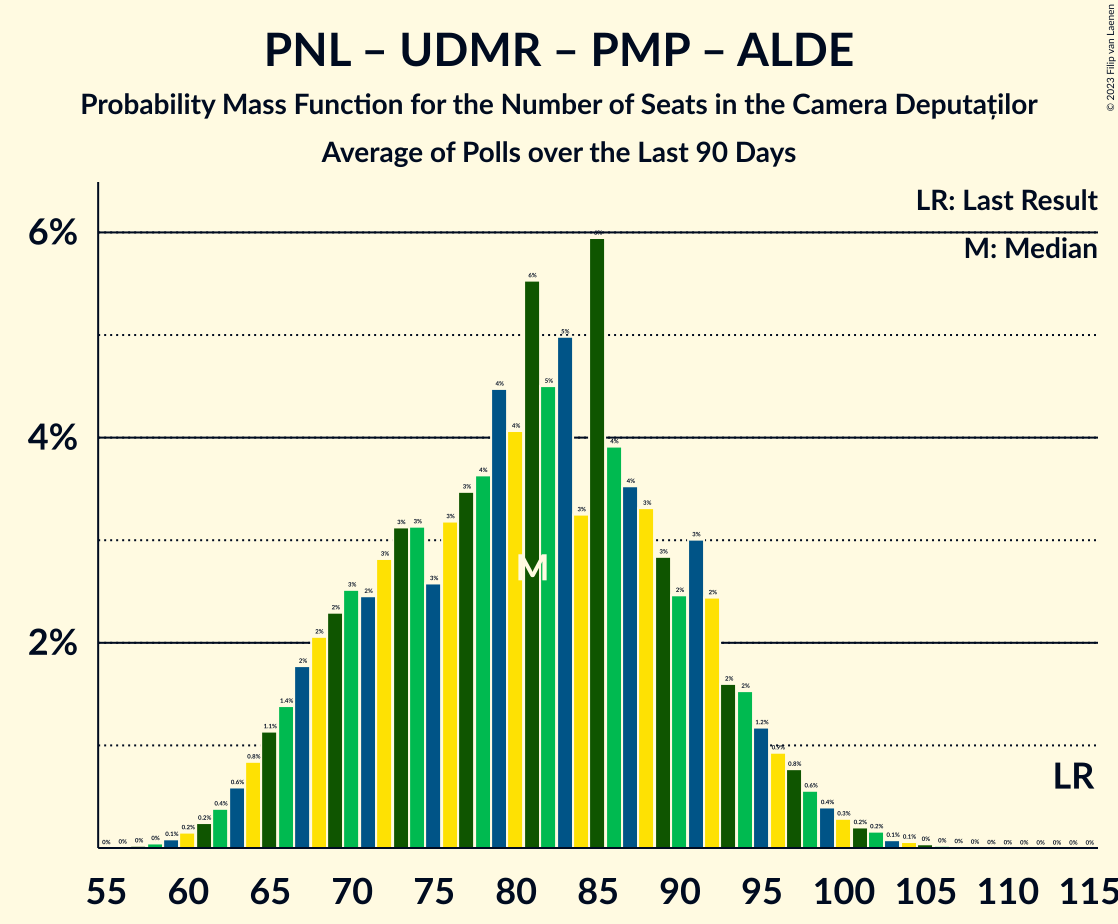 PNL – UDMR – PMP – ALDE
Probability Mass Function for the Number of Seats in the Camera Deputaților
Average of Polls over the Last 90 Days
© 2023 Filip van Laenen
LR: Last Result
M: Median
6%
4%
2%
0% 0% 0% 0% 0.1% 0.2% 0.2% 0.4% 0.6% 0.8% 1.1% 1.4% 2% 2% 2% 3% 2% 3% 3% 3% 3% 3% 3% 4% 4% 4% 6% 5% 5% 3% 6% 4% 4% 3% 3% 2% 3% 2% 2% 2% 1.2% 0.9% 0.8% 0.6% 0.4% 0.3% 0.2% 0.2% 0.1% 0.1% 0% 0% 0% 0% 0% 0% 0% 0% 0% 0% 0%
M
LR
55 60 65 70 75 80 85 90 95 100 105 110 115